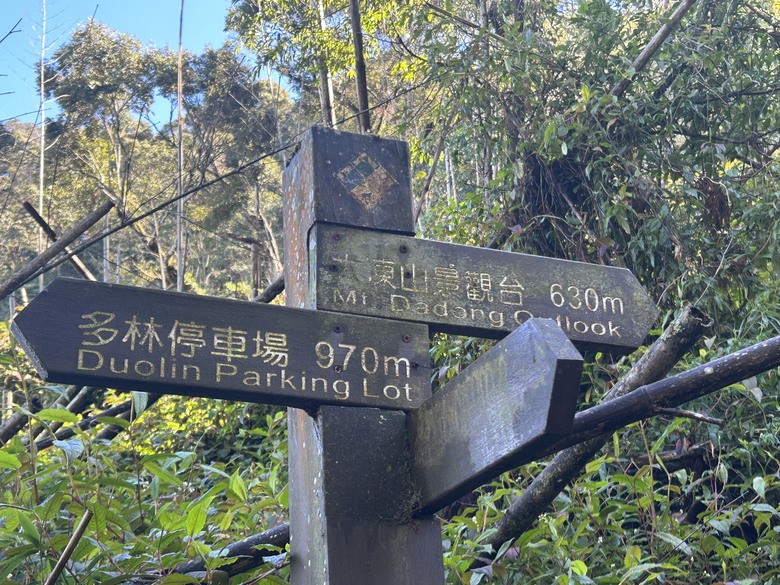 大凍山景觀台 630m
Mt. Dadong Outlook
多林停車場 970m
Duolin Parking Lot